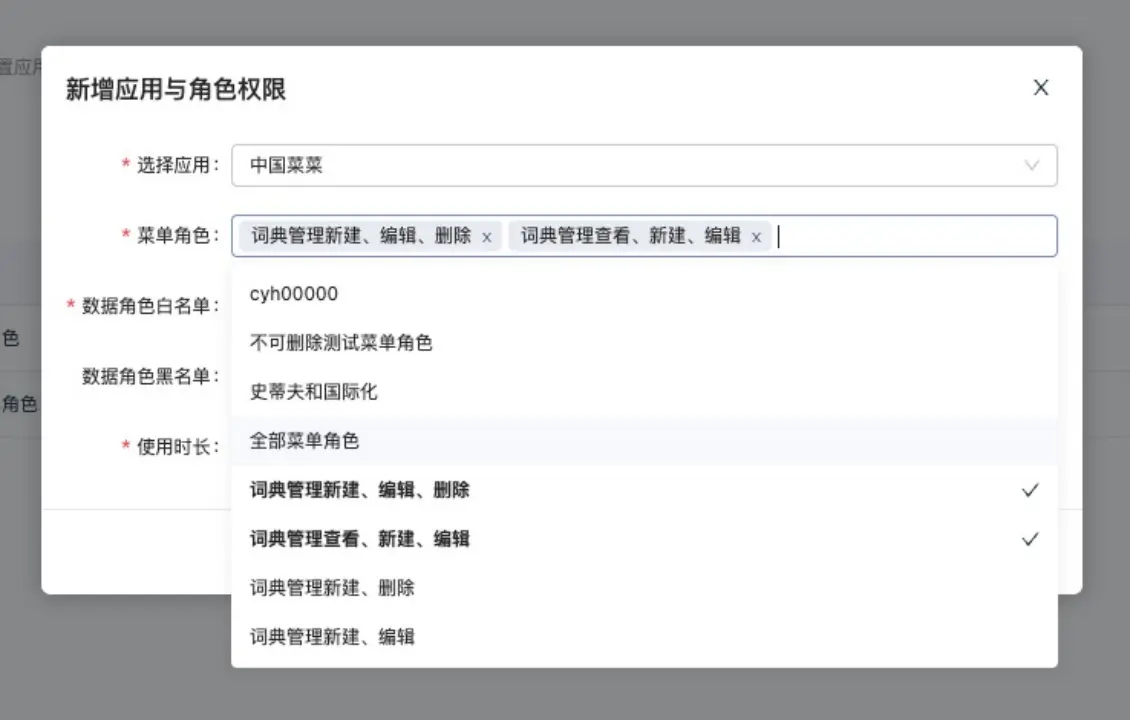 置应用
新增应用与角色权限
X
* 选择应用: 中国菜菜
* 菜单角色: 词典管理新建、编辑、删除 x 词典管理查看、新建、编辑 x
* 数据角色白名单:
数据角色黑名单:
* 使用时长:
cyh00000
不可删除测试菜单角色
史蒂夫和国际化
全部菜单角色
词典管理新建、编辑、删除
词典管理查看、新建、编辑
词典管理新建、删除
词典管理新建、编辑
色
角色